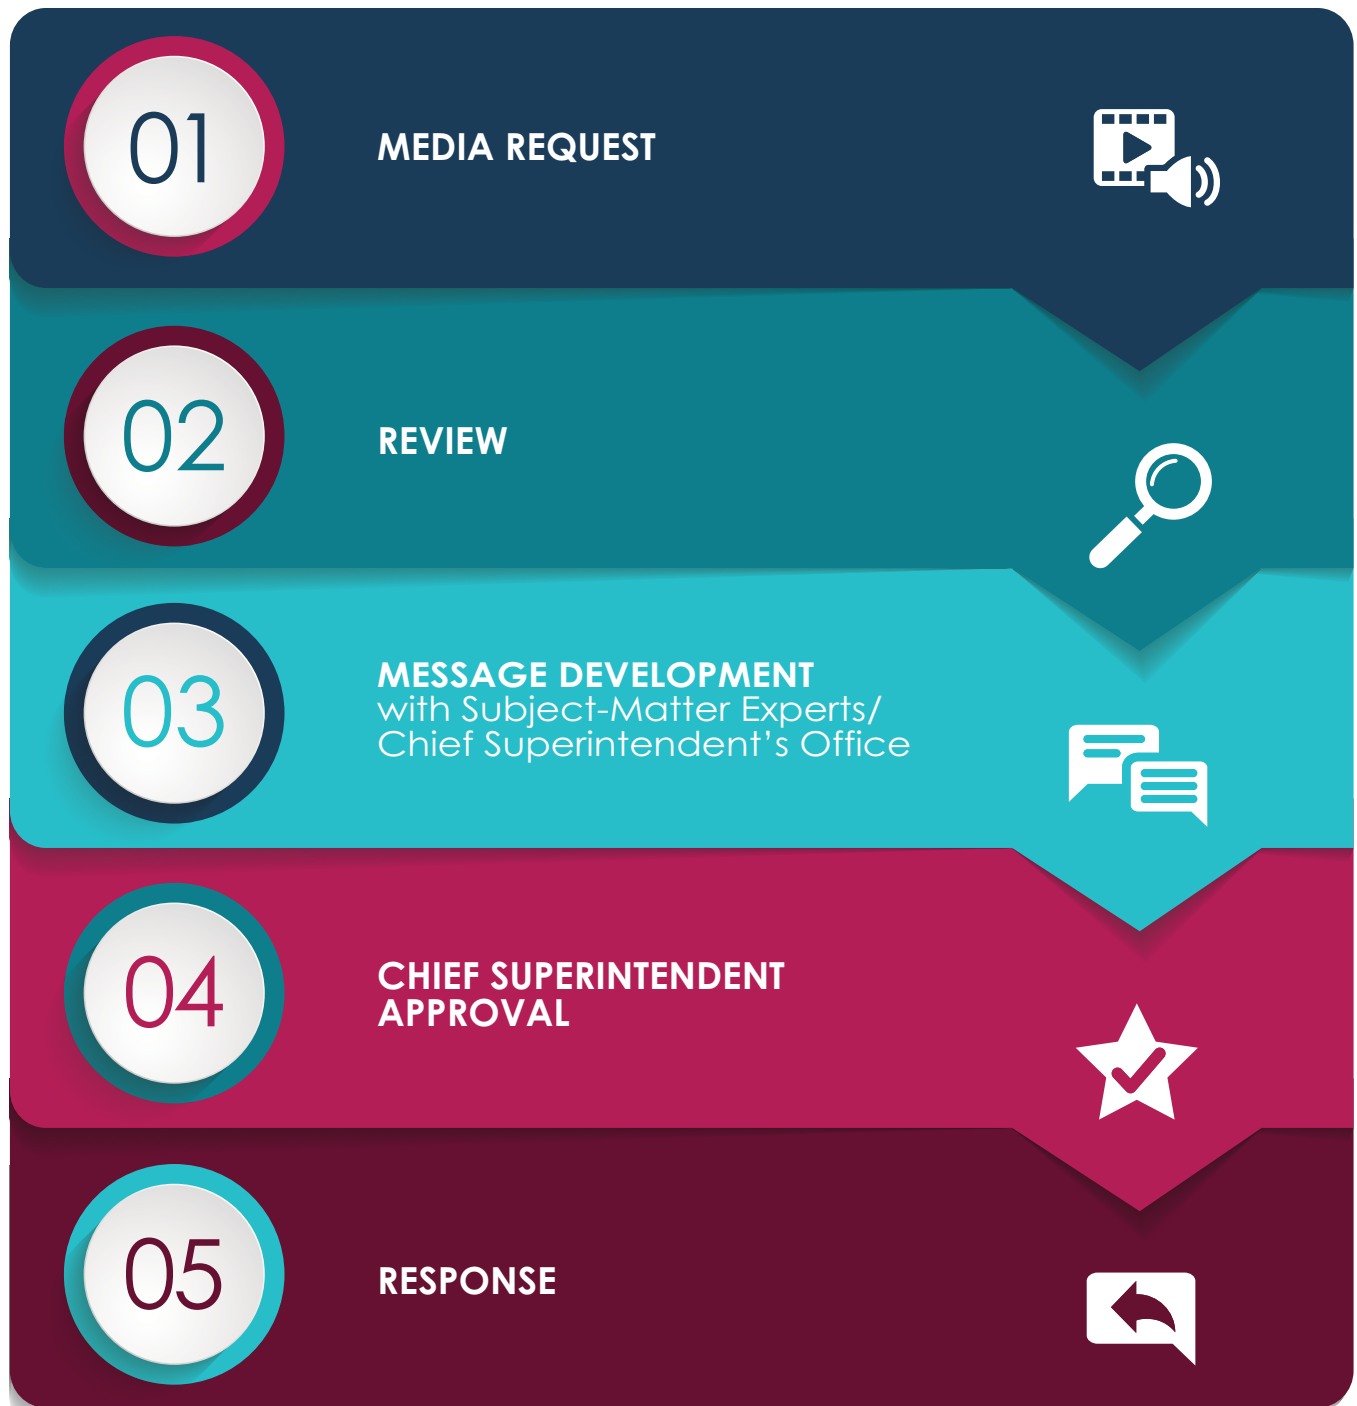 01
MEDIA REQUEST
02
REVIEW
03
MESSAGE DEVELOPMENT
with Subject-Matter Experts/
Chief Superintendent’s Office
04
CHIEF SUPERINTENDENT
APPROVAL
05
RESPONSE